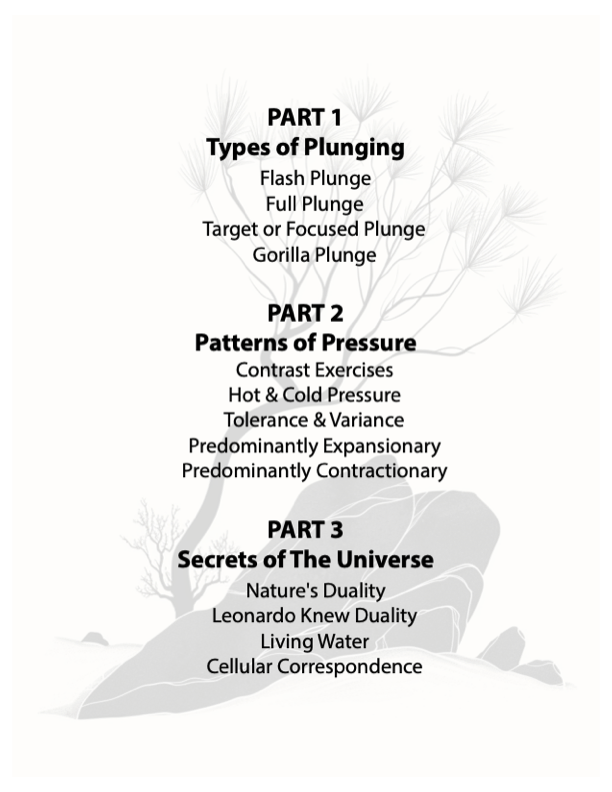 PART 1
Types of Plunging
Flash Plunge
Full Plunge
Target or Focused Plunge
Gorilla Plunge
PART 2
Patterns of Pressure
Contrast Exercises
Hot & Cold Pressure
Tolerance & Variance
Predominantly Expansionary
Predominantly Contractionary
PART 3
Secrets of The Universe
Nature's Duality
Leonardo Knew Duality
Living Water
Cellular Correspondence